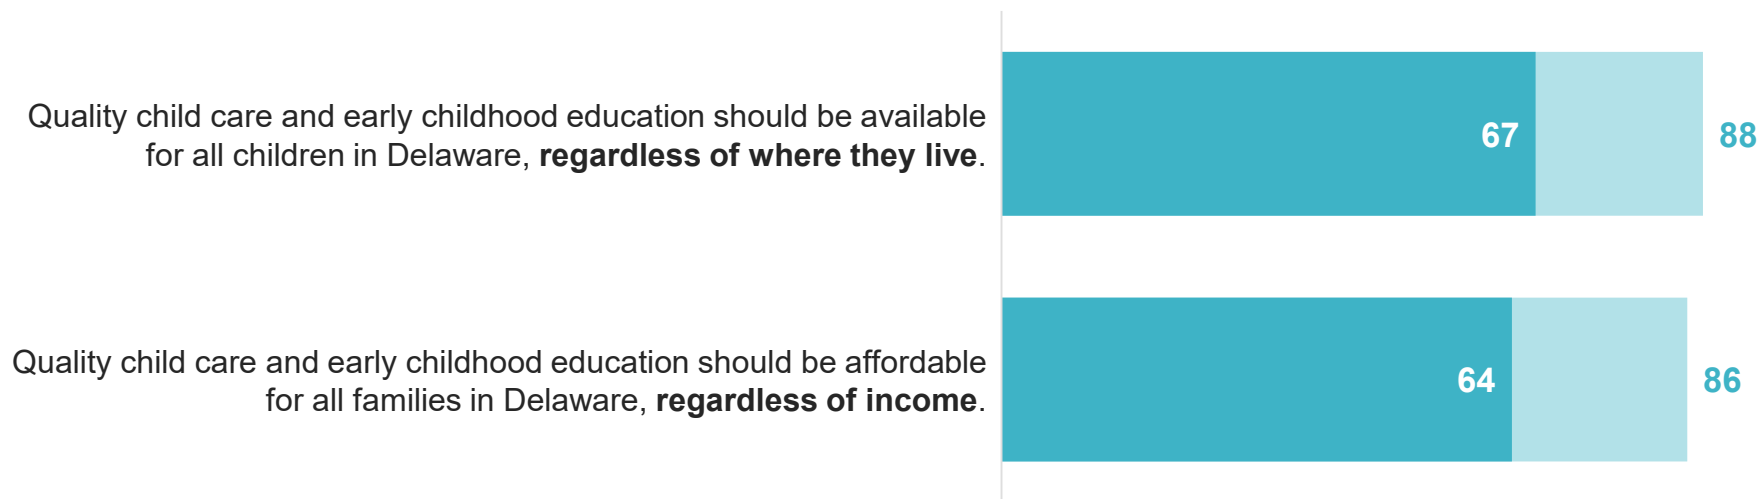 Quality child care and early childhood education should be available
for all children in Delaware, regardless of where they live.
67
88
Quality child care and early childhood education should be affordable
for all families in Delaware, regardless of income.
64
86